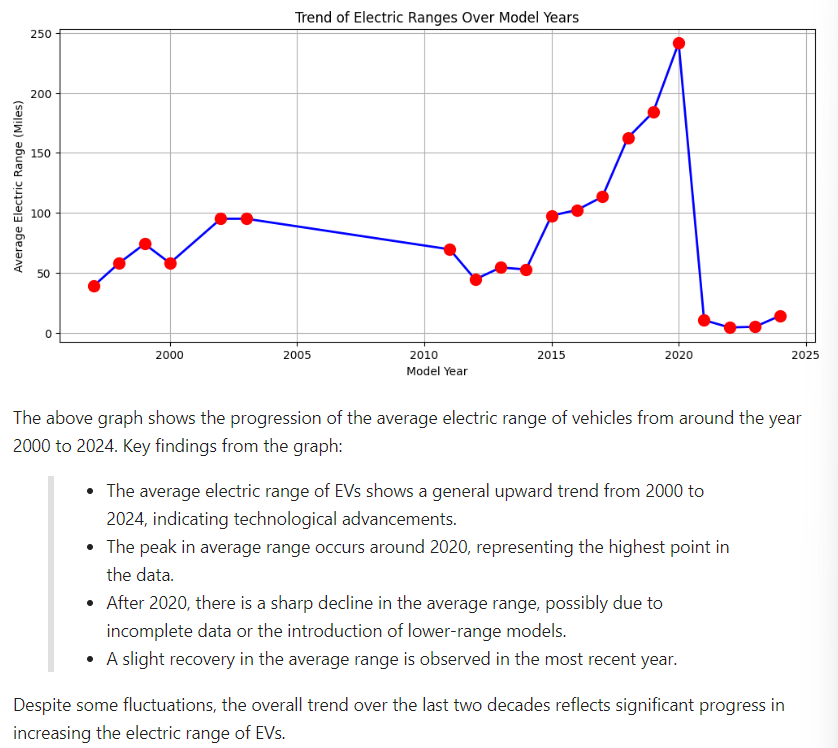 Trend of Electric Ranges Over Model Years
250
200
150
100
50
0
Average Electric Range (Miles)
2000 2005 2010 2015 2020 2025
Model Year
The above graph shows the progression of the average electric range of vehicles from around the year
2000 to 2024. Key findings from the graph:
• The average electric range of EVs shows a general upward trend from 2000 to
2024, indicating technological advancements.
• The peak in average range occurs around 2020, representing the highest point in
the data.
• After 2020, there is a sharp decline in the average range, possibly due to
incomplete data or the introduction of lower-range models.
• A slight recovery in the average range is observed in the most recent year.
Despite some fluctuations, the overall trend over the last two decades reflects significant progress in
increasing the electric range of EVs.